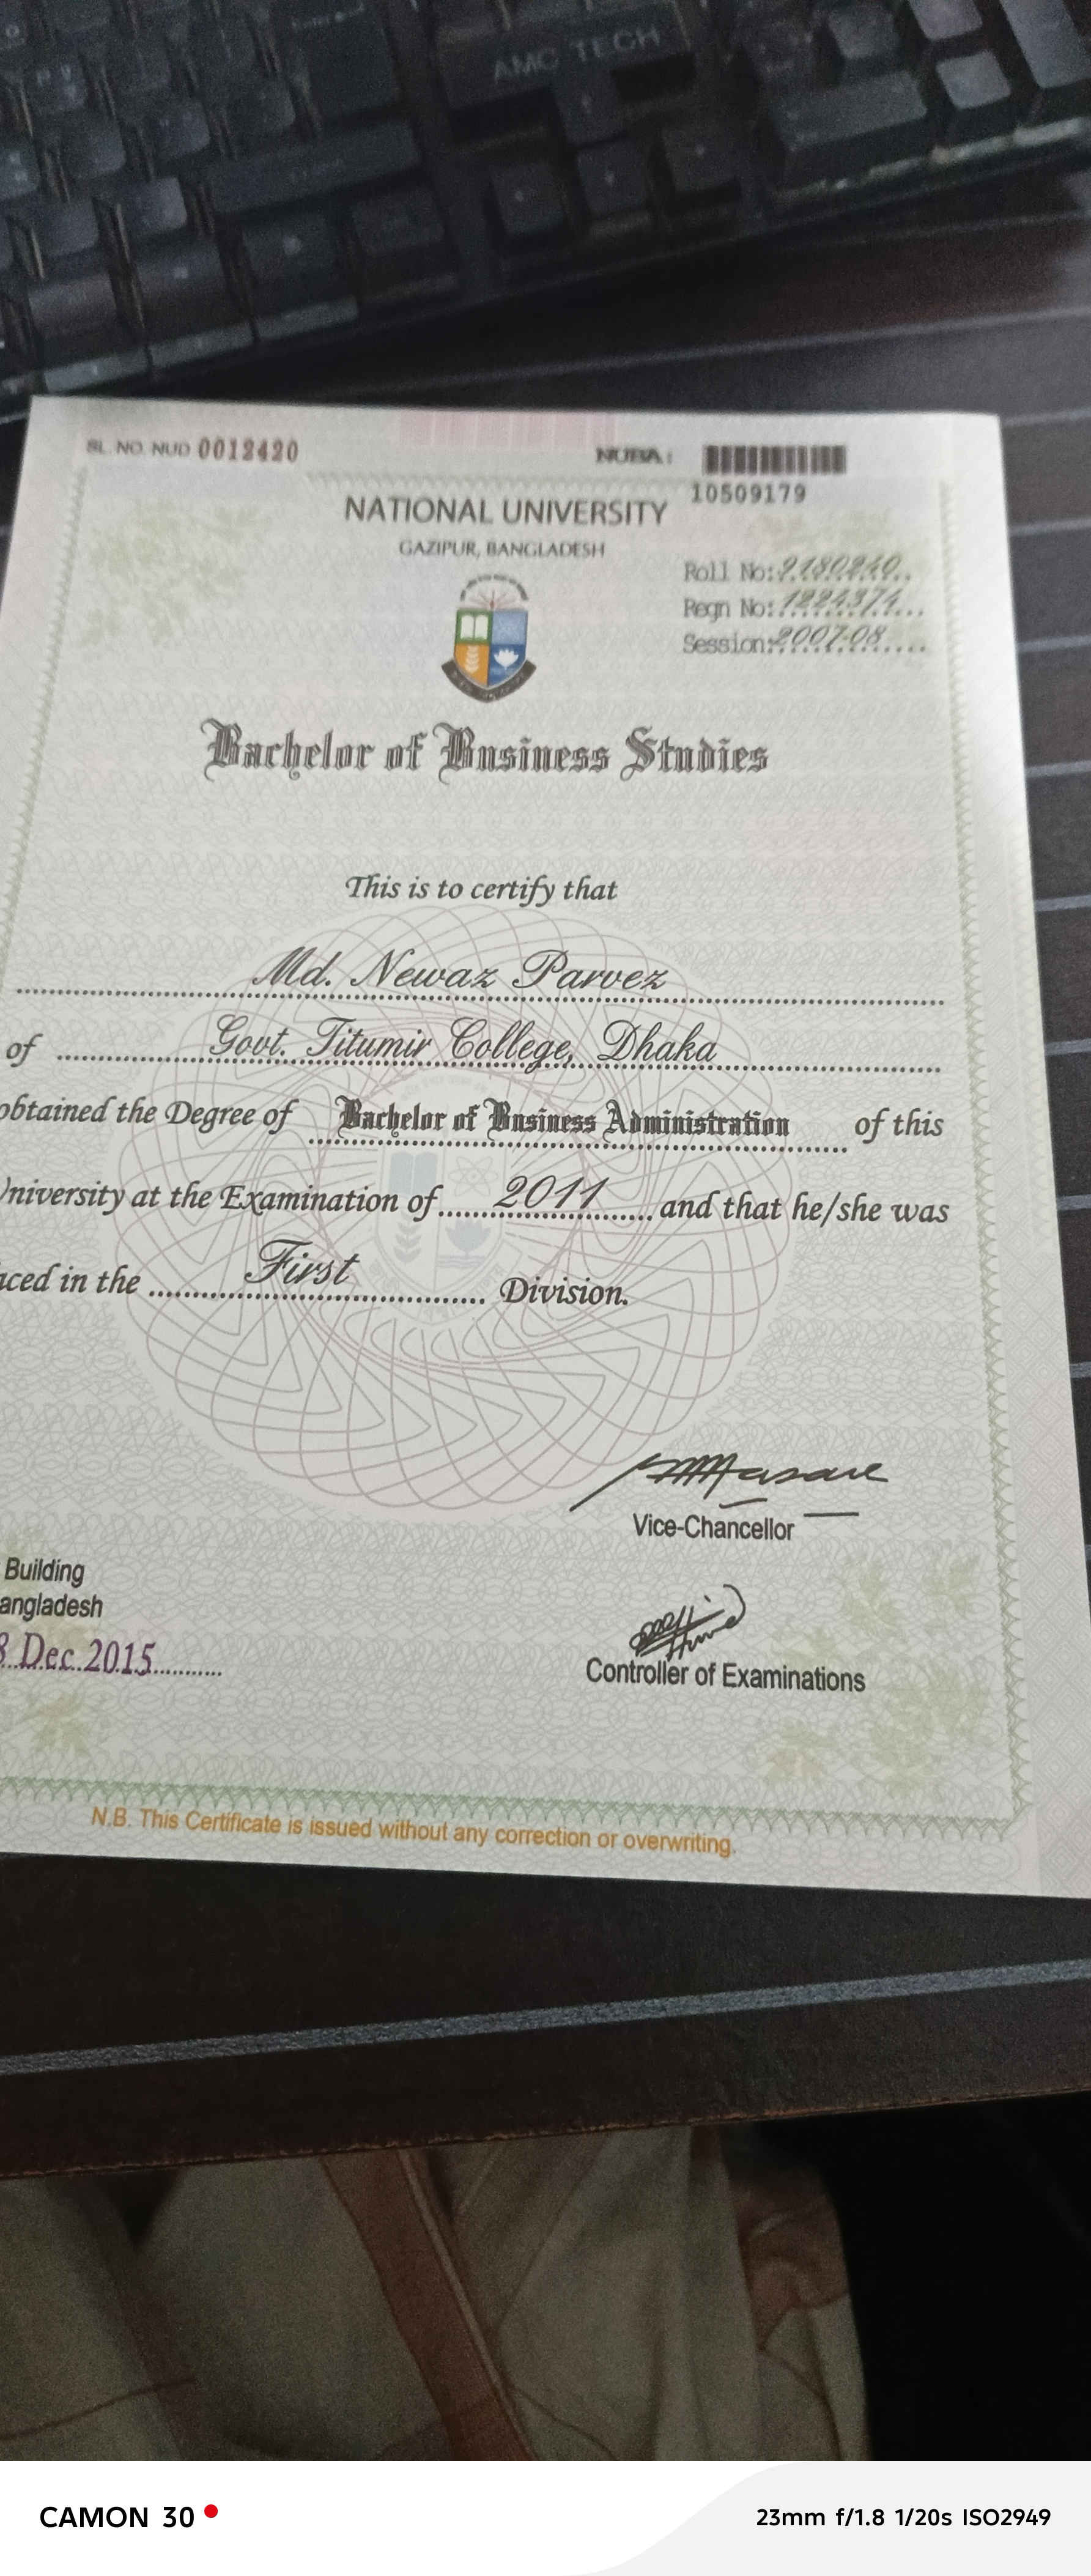 AMC TECH
SL. NO. NUD 0012420
NUBA :
10509179
NATIONAL UNIVERSITY
GAZIPUR, BANGLADESH
Roll No: 9180240
Regn No: 1224374
Session: 2007-08
Bachelor of Business Studies
This is to certify that
Md. Newaz Parvez
of Govt. Titumir College, Dhaka
obtained the Degree of Bachelor of Business Administration of this
University at the Examination of 2011 and that he/she was
aced in the First Division.
Vice-Chancellor
Building
angladesh
8 Dec 2015
Controller of Examinations
N.B. This Certificate is issued without any correction or overwriting.
CAMON 30
23mm f/1.8 1/20s ISO2949